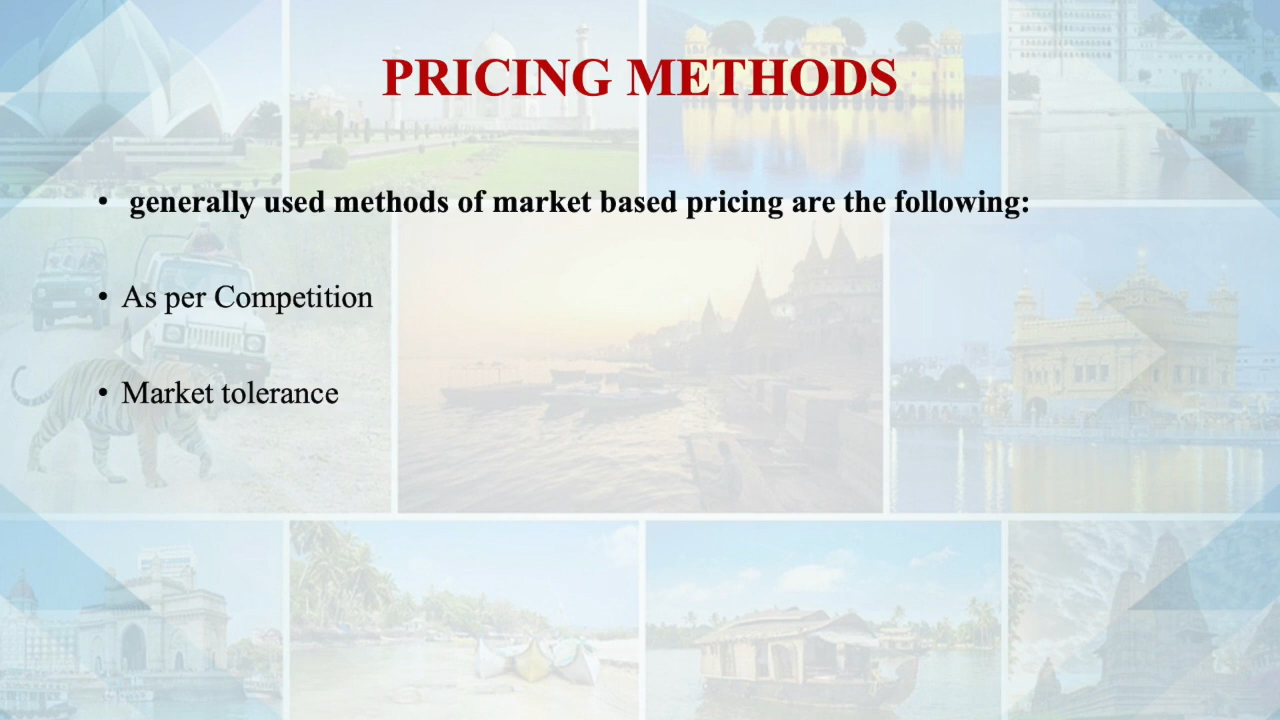 PRICING METHODS
• generally used methods of market based pricing are the following:
• As per Competition
• Market tolerance